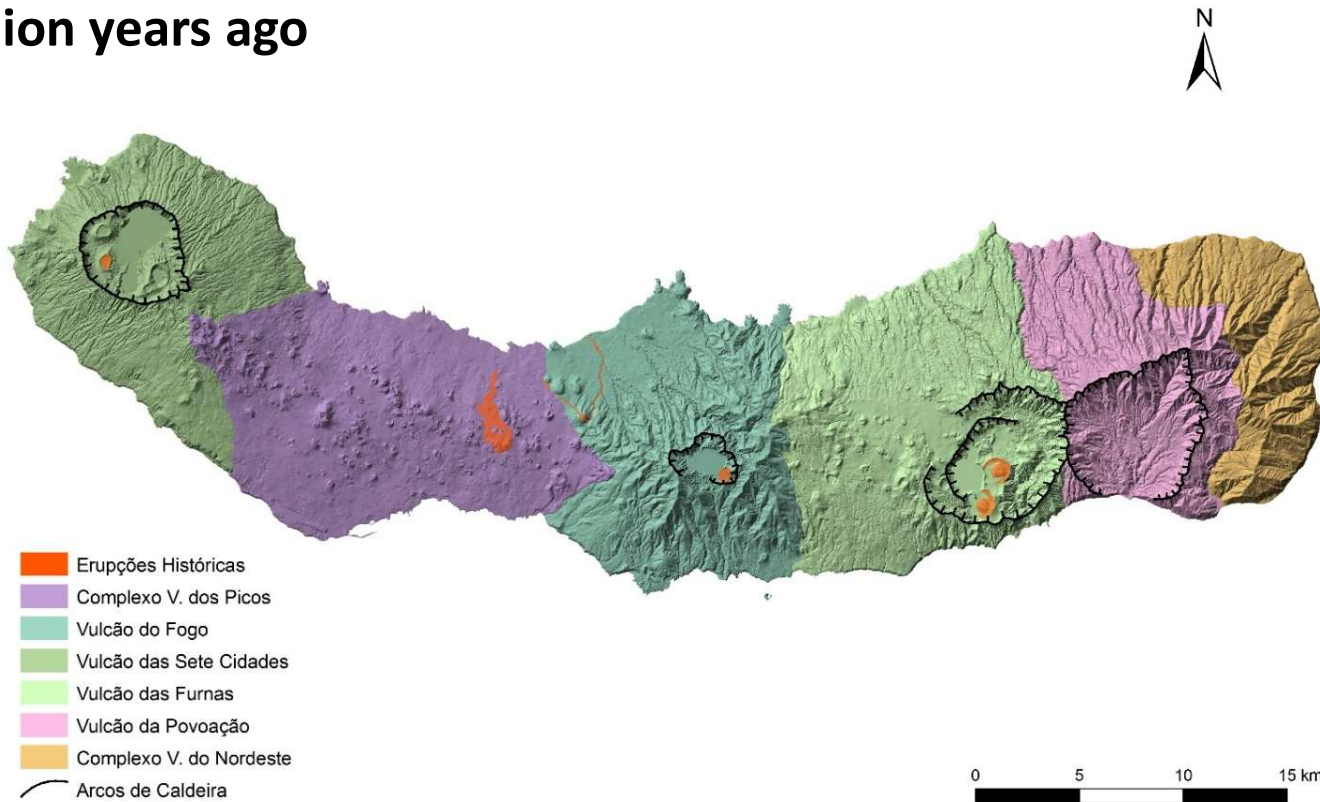 ion years ago
N
Erupções Históricas
Complexo V. dos Picos
Vulcão do Fogo
Vulcão das Sete Cidades
Vulcão das Furnas
Vulcão da Povoação
Complexo V. do Nordeste
Arcos de Caldeira
0 5 10 15 km